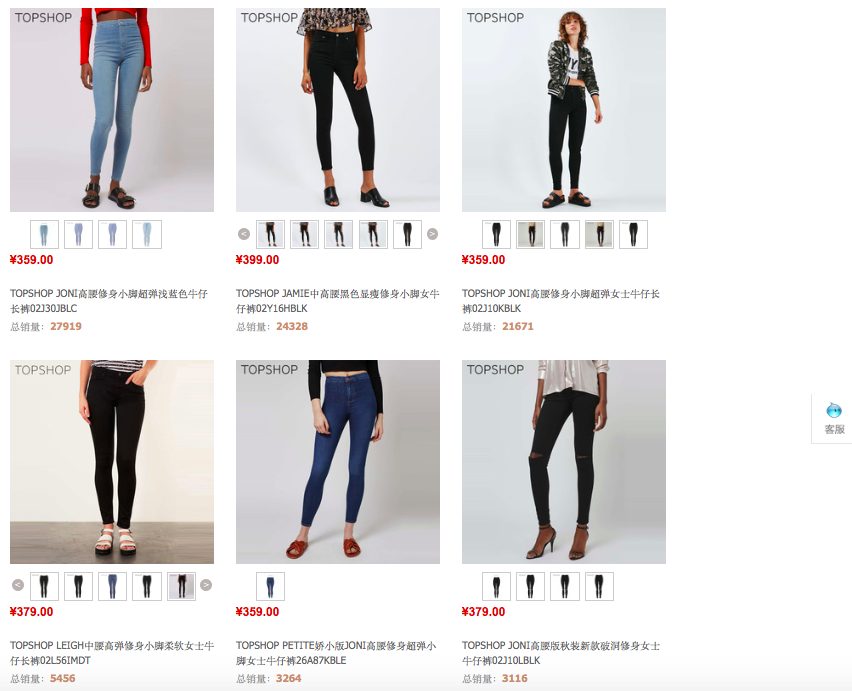 TOPSHOP
TOPSHOP
TOPSHOP
¥359.00
¥399.00
¥359.00
TOPSHOP JONI高腰修身小脚超弹浅蓝色牛仔
长裤02J30JBLC
总销量：27919
TOPSHOP JAMIE中高腰黑色显瘦修身小脚女牛
仔裤02Y16HBLK
总销量：24328
TOPSHOP JONI高腰修身小脚超弹女士牛仔长
裤02J10KBLK
总销量：21671
TOPSHOP
TOPSHOP
TOPSHOP
客服
¥379.00
¥359.00
¥379.00
TOPSHOP LEIGH中腰高弹修身小脚柔软女士牛
仔长裤02L56IMDT
总销量：5456
TOPSHOP PETITE娇小版JONI高腰修身超弹小
脚女士牛仔裤26A87KBLE
总销量：3264
TOPSHOP JONI高腰版秋装新款破洞修身女士
牛仔裤02J10LBLK
总销量：3116